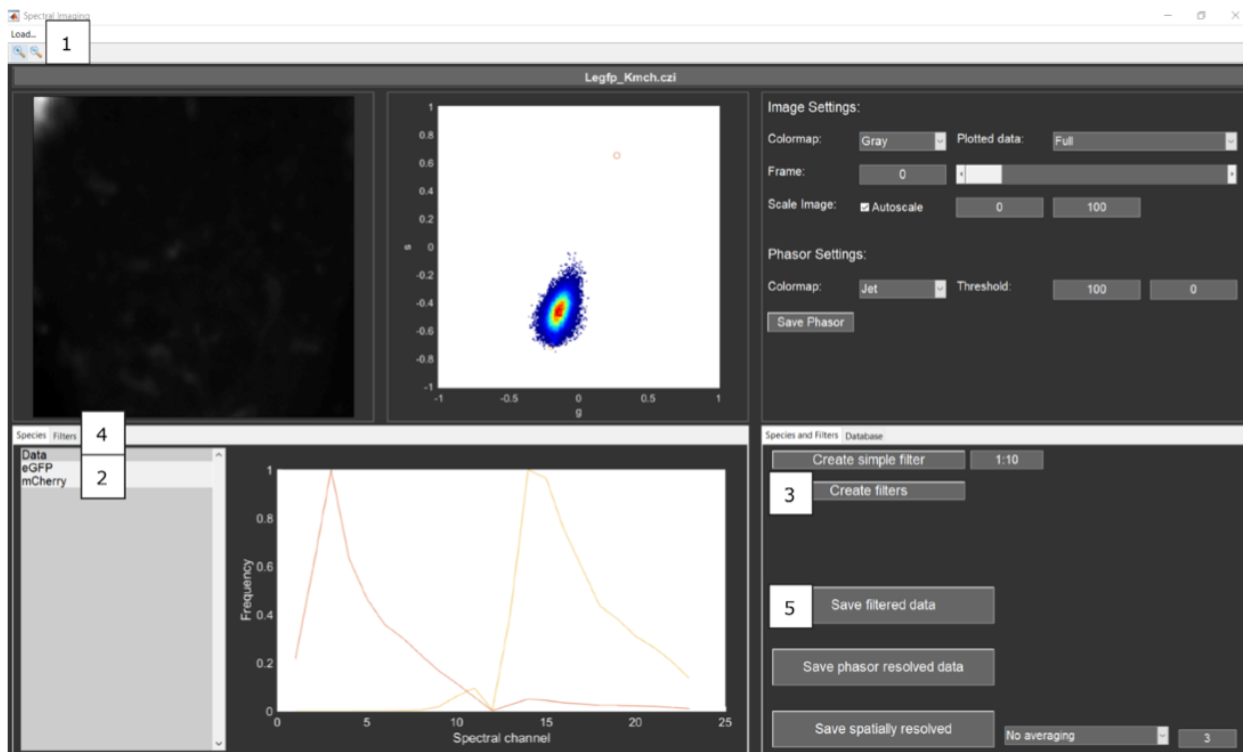 Spectral Imaging
Load...
1
Legfp_Kmch.czi
1
0.8
0.6
0.4
0.2
0
-0.2
-0.4
-0.6
-0.8
-1
s
-1 -0.5 0 0.5 1
g
Image Settings:
Colormap: Gray Plotted data: Full
Frame: 0
Scale Image: Autoscale 0 100
Phasor Settings:
Colormap: Jet Threshold: 100 0
Save Phasor
Species Filters 4
Data
eGFP
mCherry
2
1
0.8
0.6
0.4
0.2
0
Frequency
0 5 10 15 20 25
Spectral channel
Species and Filters Database
Create simple filter 1:10
3 Create filters
5 Save filtered data
Save phasor resolved data
Save spatially resolved No averaging 3